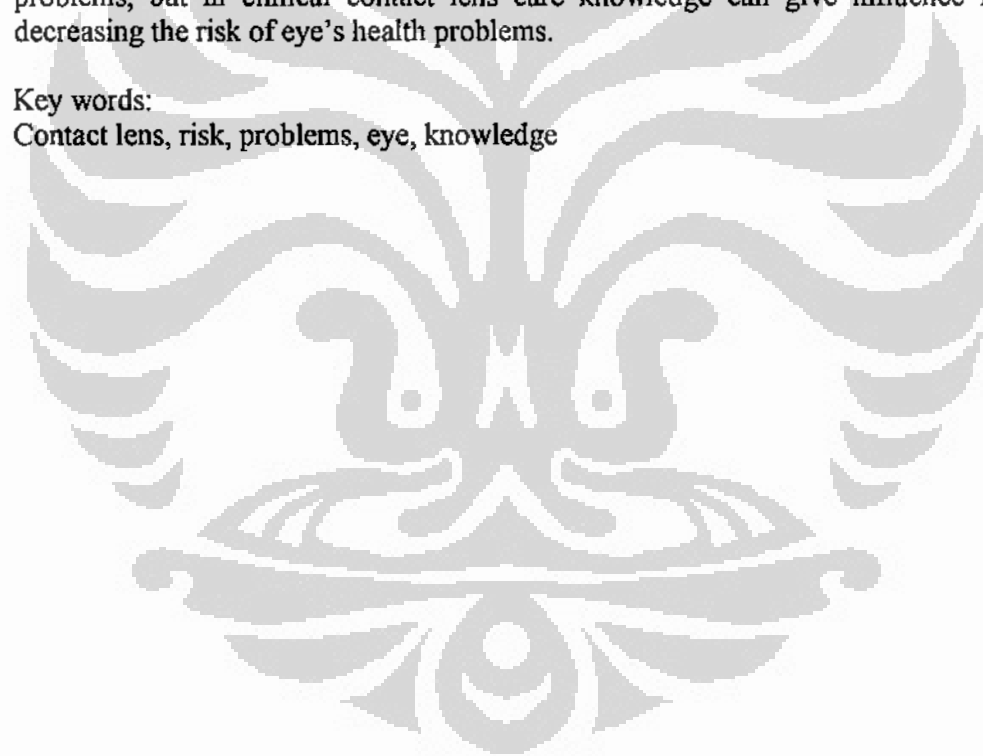 problems, but in clinical contact lens care knowledge can give influence
decreasing the risk of eye's health problems.
Key words:
Contact lens, risk, problems, eye, knowledge